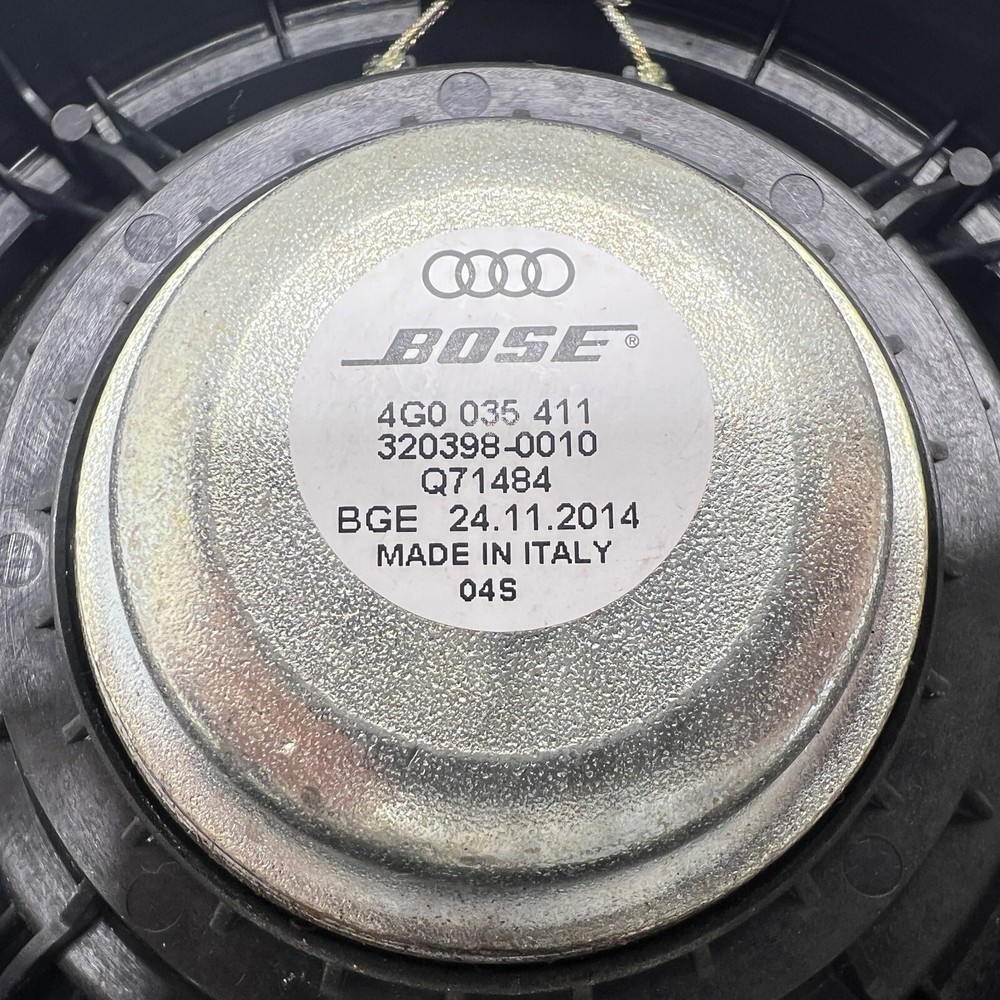 BOSE®
4G0 035 411
320398-0010
Q71484
BGE 24.11.2014
MADE IN ITALY
04S